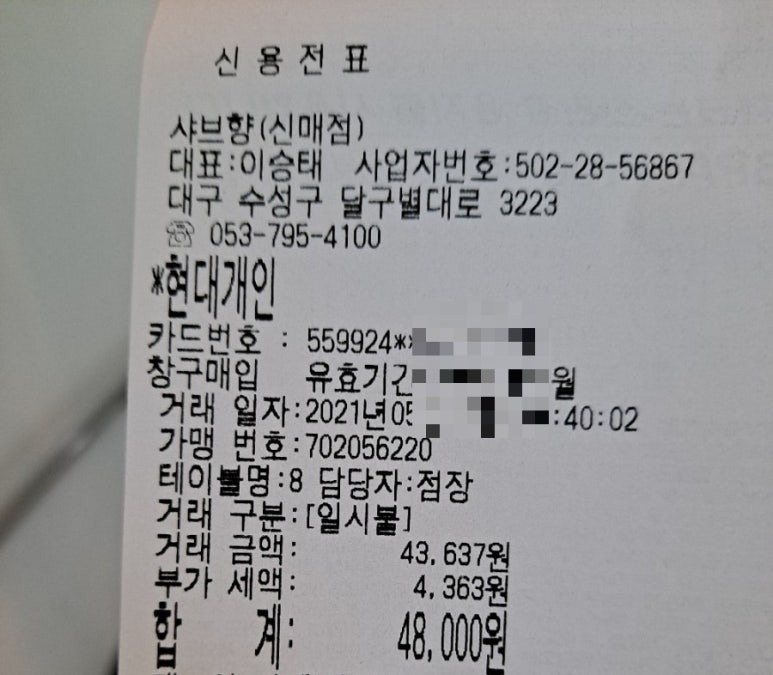 신용전표
샤브향(신매점)
대표:이승태 사업자번호:502-28-56867
대구 수성구 달구벌대로 3223
☏ 053-795-4100
*현대개인
카드번호 : 559924**
창구매입 유효기간 월
거래 일자:2021년05 :40:02
가맹 번호:702056220
테이블명:8 담당자:점장
거래 구분:[일시불]
거래 금액: 43,637원
부가 세액: 4,363원
합 계: 48,000원